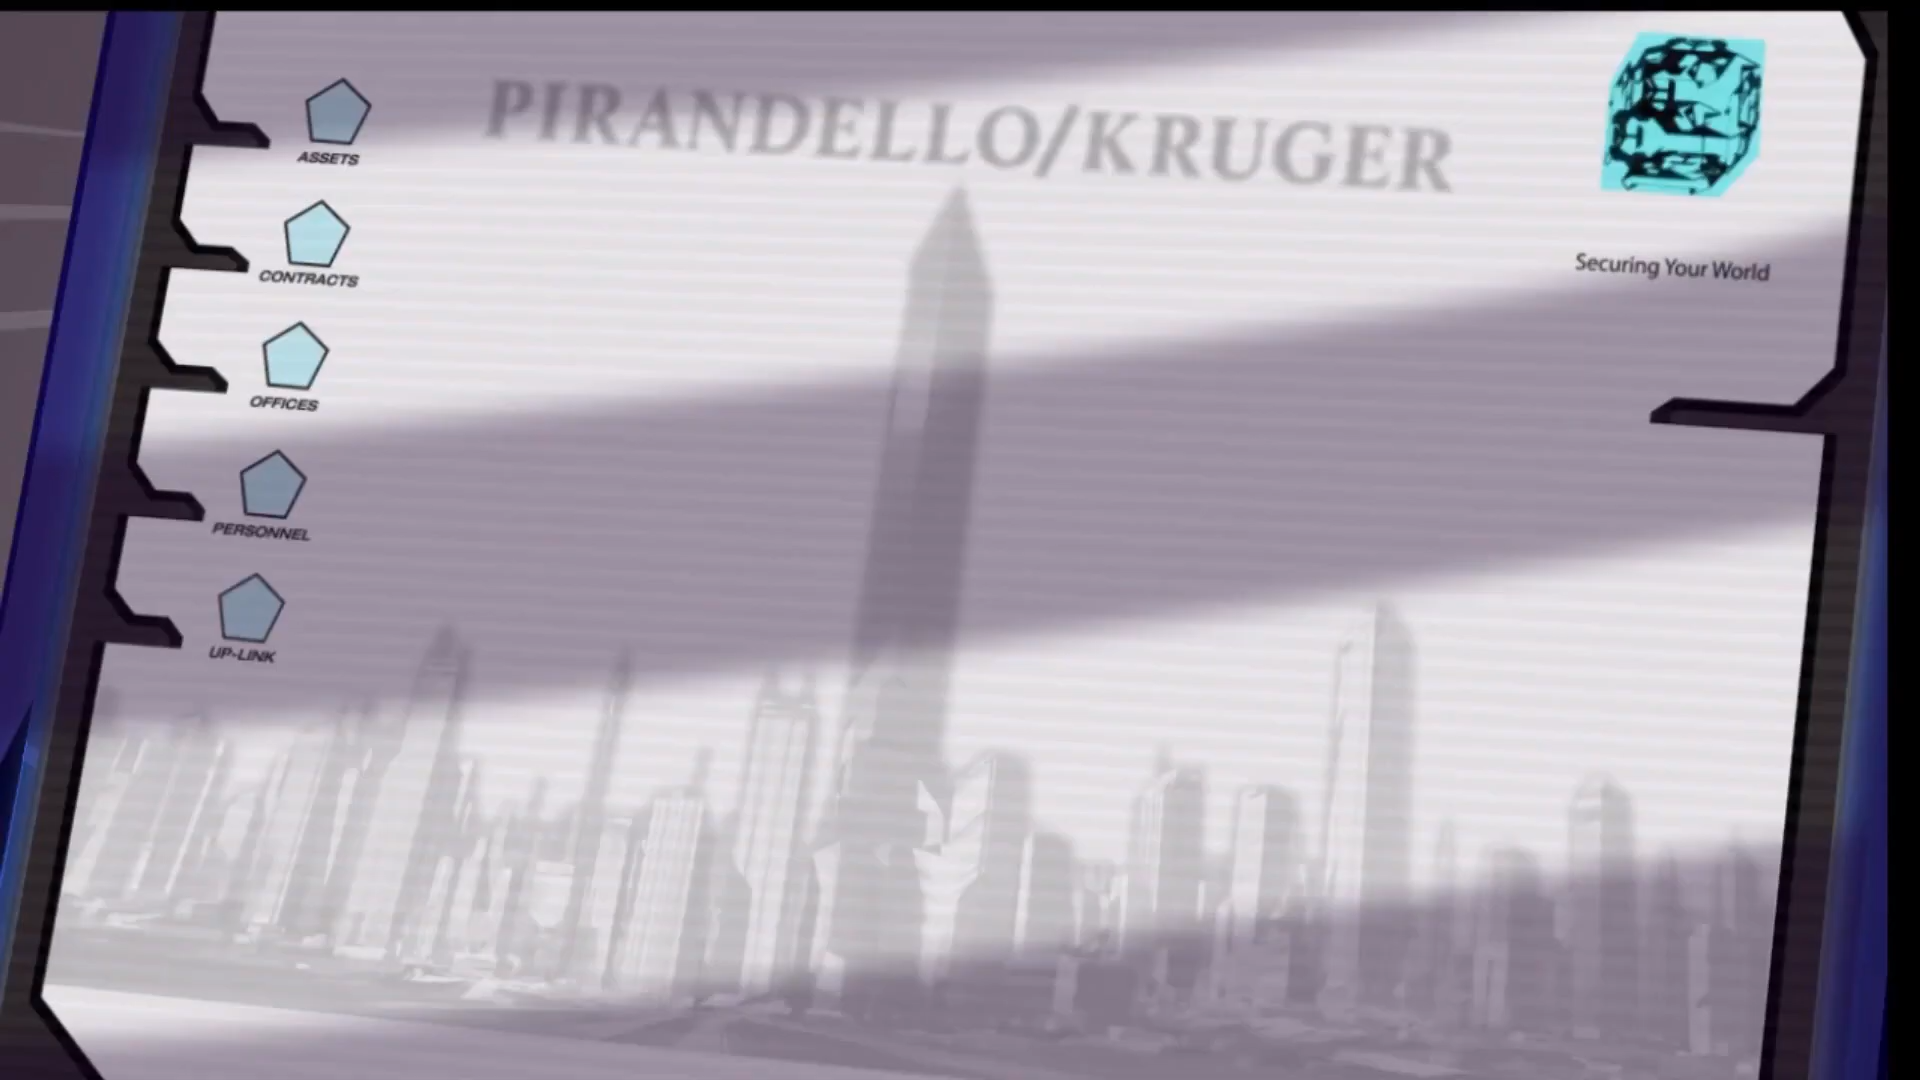 PIRANDELLO/KRUGER
Securing Your World
ASSETS
CONTRACTS
OFFICES
PERSONNEL
UP-LINK